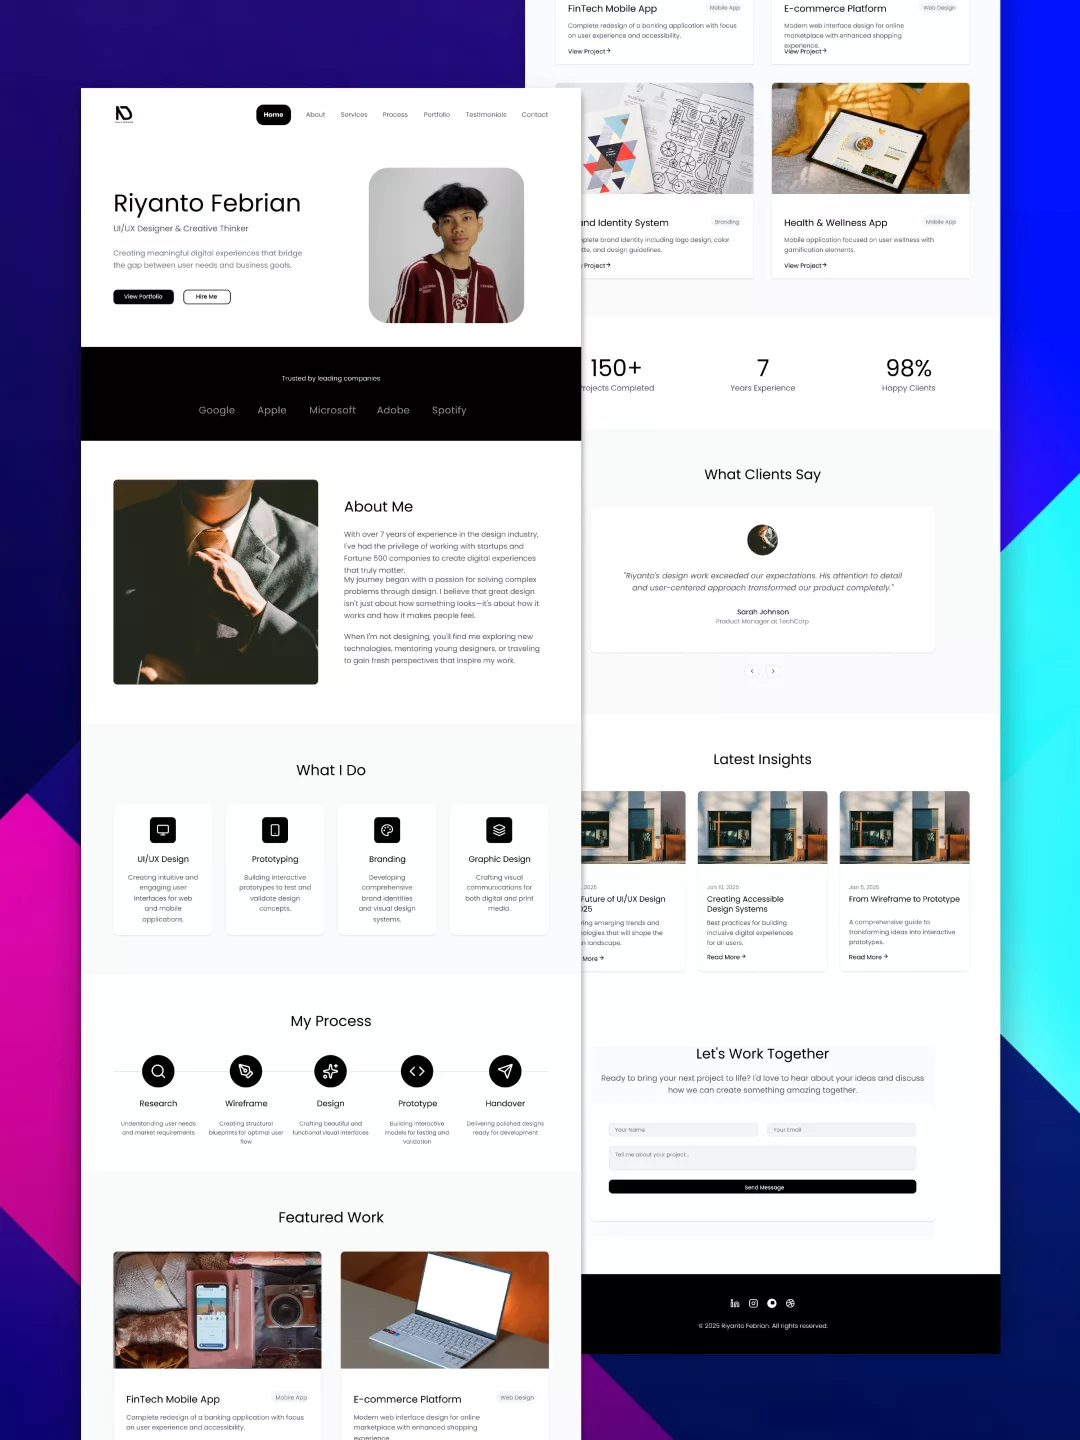 Home
About
Services
Process
Portfolio
Testimonials
Contact
Riyanto Febrian
UI/UX Designer & Creative Thinker
Creating meaningful digital experiences that bridge
the gap between user needs and business goals.
View Portfolio
Hire Me
Trusted by leading companies
Google
Apple
Microsoft
Adobe
Spotify
About Me
With over 7 years of experience in the design industry,
I've had the privilege of working with startups and
Fortune 500 companies to create digital experiences
that truly matter.
My journey began with a passion for solving complex
problems through design. I believe that great design
isn't just about how something looks—it's about how it
works and how it makes people feel.
When I'm not designing, you'll find me exploring new
technologies, mentoring young designers, or traveling
to gain fresh perspectives that inspire my work.
What I Do
UI/UX Design
Creating intuitive and
engaging user
interfaces for web
and mobile
applications.
Prototyping
Building interactive
prototypes to test and
validate design
concepts.
Branding
Developing
comprehensive
brand identities
and visual design
systems.
Graphic Design
Crafting visual
communications for
both digital and print
media.
My Process
Research
Understanding user needs
and market requirements
Wireframe
Creating structural
blueprints for optimal user
flow
Design
Crafting beautiful and
functional visual interfaces
Prototype
Building interactive
models for testing and
validation
Handover
Delivering polished designs
ready for development
Featured Work
FinTech Mobile App
Mobile App
Complete redesign of a banking application with focus
on user experience and accessibility.
E-commerce Platform
Web Design
Modern web interface design for online
marketplace with enhanced shopping
experience.
FinTech Mobile App
Mobile App
Complete redesign of a banking application with focus
on user experience and accessibility.
View Project →
E-commerce Platform
Web Design
Modern web interface design for online
marketplace with enhanced shopping
experience.
View Project →
and Identity System
Branding
plete brand identity including logo design, color
tte, and design guidelines.
Project →
Health & Wellness App
Mobile App
Mobile application focused on user wellness with
gamification elements.
View Project →
150+
rojects Completed
7
Years Experience
98%
Happy Clients
What Clients Say
"Riyanto's design work exceeded our expectations. His attention to detail
and user-centered approach transformed our product completely."
Sarah Johnson
Product Manager at TechCorp
Latest Insights
, 2025
Future of UI/UX Design
025
ring emerging trends and
nologies that will shape the
n landscape.
More →
Jan 10, 2025
Creating Accessible
Design Systems
Best practices for building
inclusive digital experiences
for all users.
Read More →
Jan 5, 2025
From Wireframe to Prototype
A comprehensive guide to
transforming ideas into interactive
prototypes.
Read More →
Let's Work Together
Ready to bring your next project to life? I'd love to hear about your ideas and discuss
how we can create something amazing together.
Your Name
Your Email
Tell me about your project...
Send Message
© 2025 Riyanto Febrian. All rights reserved.